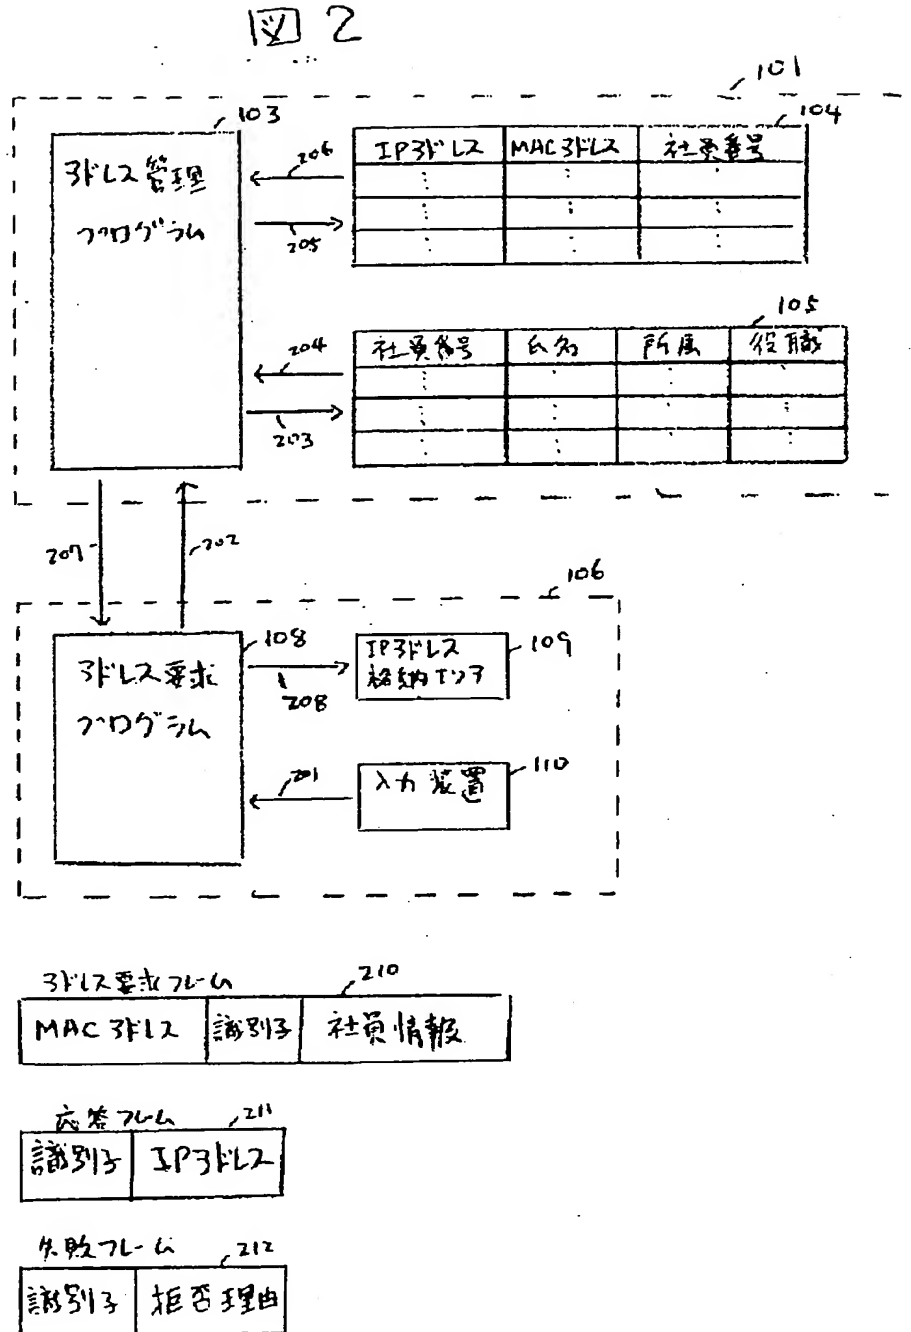 図2
101
103
104
アドレス管理
プログラム
206
205
IPアドレス MACアドレス 社員番号
105
204
203
社員番号 氏名 所属 役職
207
202
106
108
アドレス要求
プログラム
208
IPアドレス
格納エリア
109
201
入力装置
110
アドレス要求フレーム
210
MACアドレス 識別子 社員情報
応答フレーム
211
識別子 IPアドレス
失敗フレーム
212
識別子 拒否理由